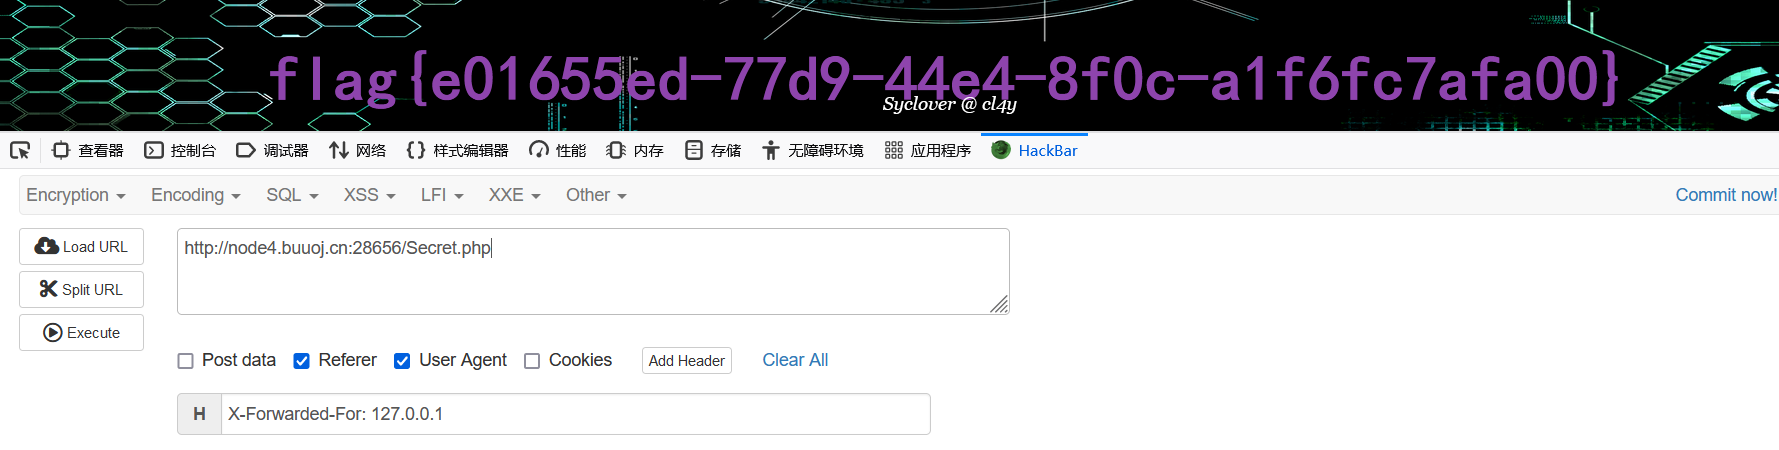 flag{e01655ed-77d9-44e4-8f0c-a1f6fc7afa00}
Syclover @ cl4y
查看器 控制台 调试器 网络 样式编辑器 性能 内存 存储 无障碍环境 应用程序 HackBar
Encryption Encoding SQL XSS LFI XXE Other Commit now!
Load URL http://node4.buuoj.cn:28656/Secret.php
Split URL
Execute
Post data Referer User Agent Cookies Add Header Clear All
H X-Forwarded-For: 127.0.0.1